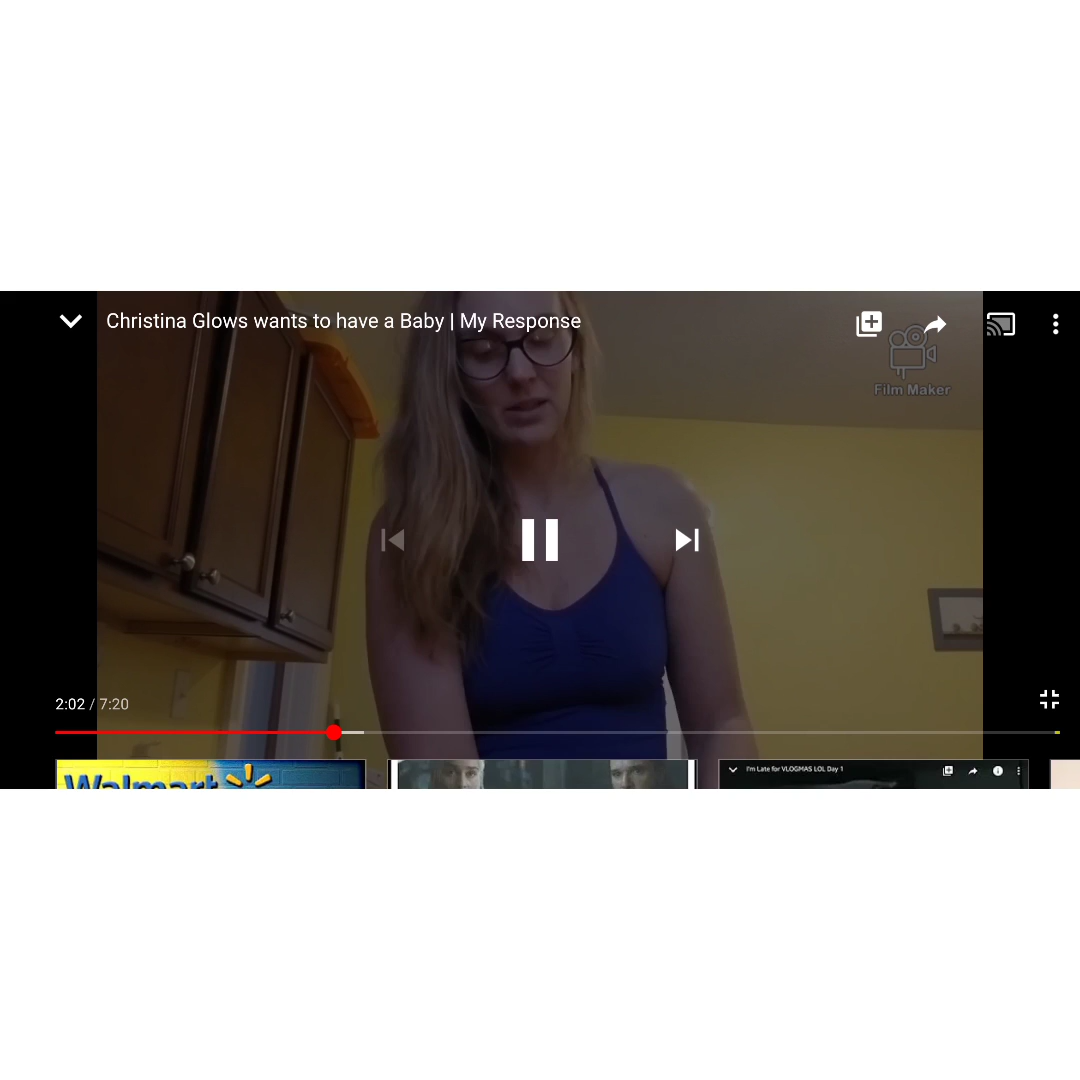 Christina Glows wants to have a Baby | My Response
Film Maker
2:02 / 7:20
Walmart
I'm Late for VLOGMAS LOL Day 1